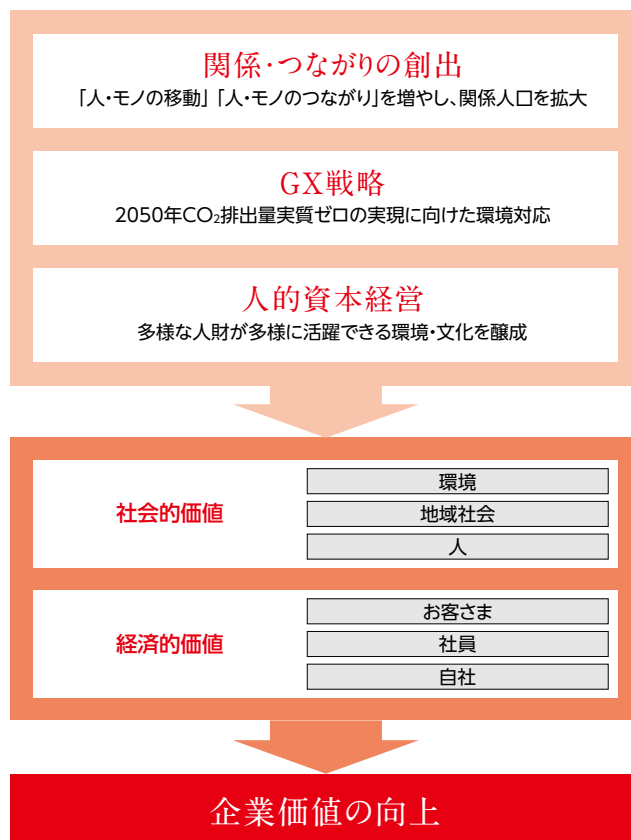 関係・つながりの創出
「人・モノの移動」「人・モノのつながり」を増やし、関係人口を拡大
GX戦略
2050年CO₂排出量実質ゼロの実現に向けた環境対応
人的資本経営
多様な人財が多様に活躍できる環境・文化を醸成
社会的価値
環境
地域社会
人
経済的価値
お客さま
社員
自社
企業価値の向上